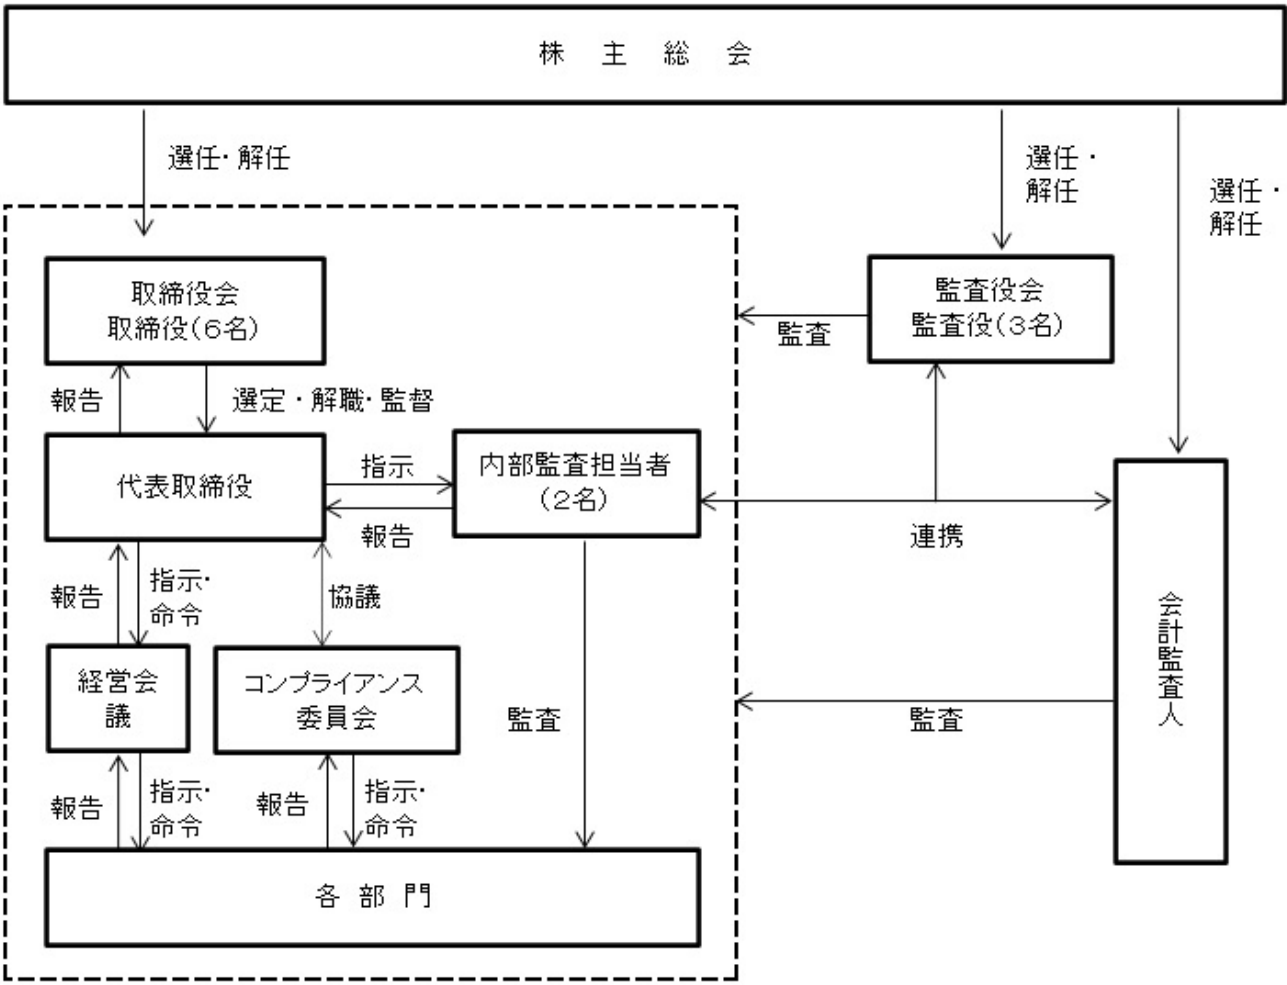 株 主 総 会
選任・解任
選任・
解任
選任・
解任
取締役会
取締役(6名)
監査役会
監査役(3名)
監査
報告
選定・解職・監督
代表取締役
指示
報告
内部監査担当者
(2名)
連携
報告
指示・
命令
協議
会計監査人
経営会
議
コンプライアンス
委員会
監査
監査
報告
指示・
命令
報告
指示・
命令
各 部 門